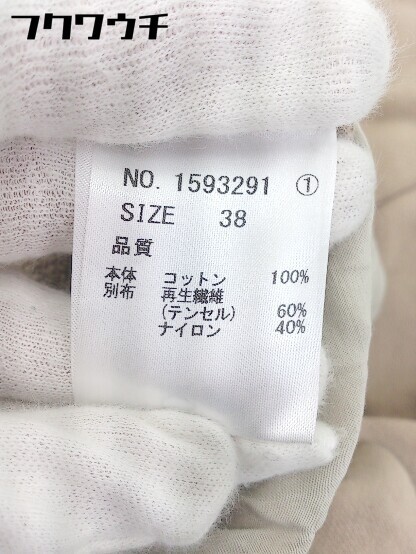 フクワウチ
NO. 1593291 ①
SIZE 38
品質
本体 コットン 100%
別布 再生繊維
(テンセル) 60%
ナイロン 40%